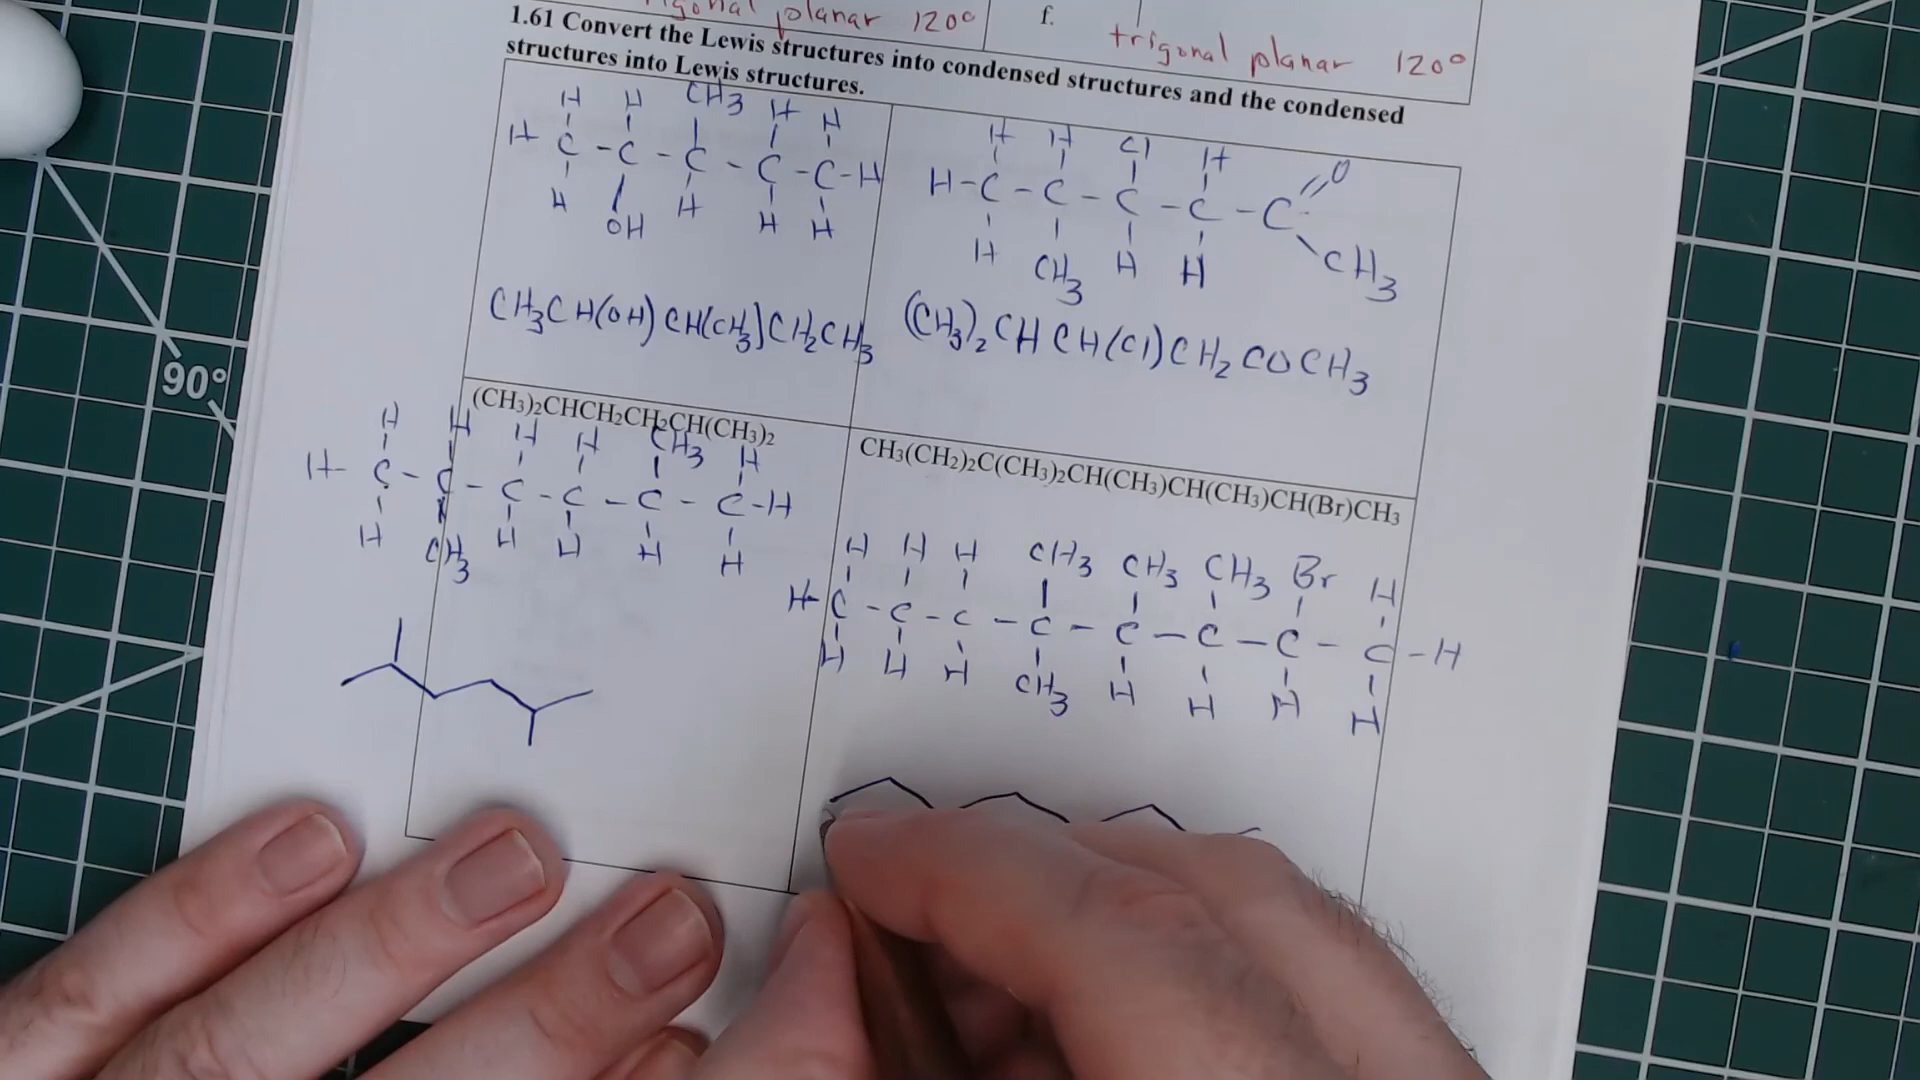 trigonal planar 120°
f.
trigonal planar 120°
1.61 Convert the Lewis structures into condensed structures and the condensed
structures into Lewis structures.
H H CH3 H H
H C - C - C - C - C - H
H OH H H H
CH3CH(OH)CH(CH3)CH2CH3
H H Cl H O
H - C - C - C - C - C
H CH3 H H CH3
(CH3)2CHCH(Cl)CH2COCH3
(CH3)2CHCH2CH2CH(CH3)2
H H H H CH3 H
H - C - C - C - C - C - C - H
H CH3 H H H H
CH3(CH2)2C(CH3)2CH(CH3)CH(CH3)CH(Br)CH3
H H H CH3 CH3 CH3 Br H
H - C - C - C - C - C - C - C - C - H
H H H CH3 H H H H
90°